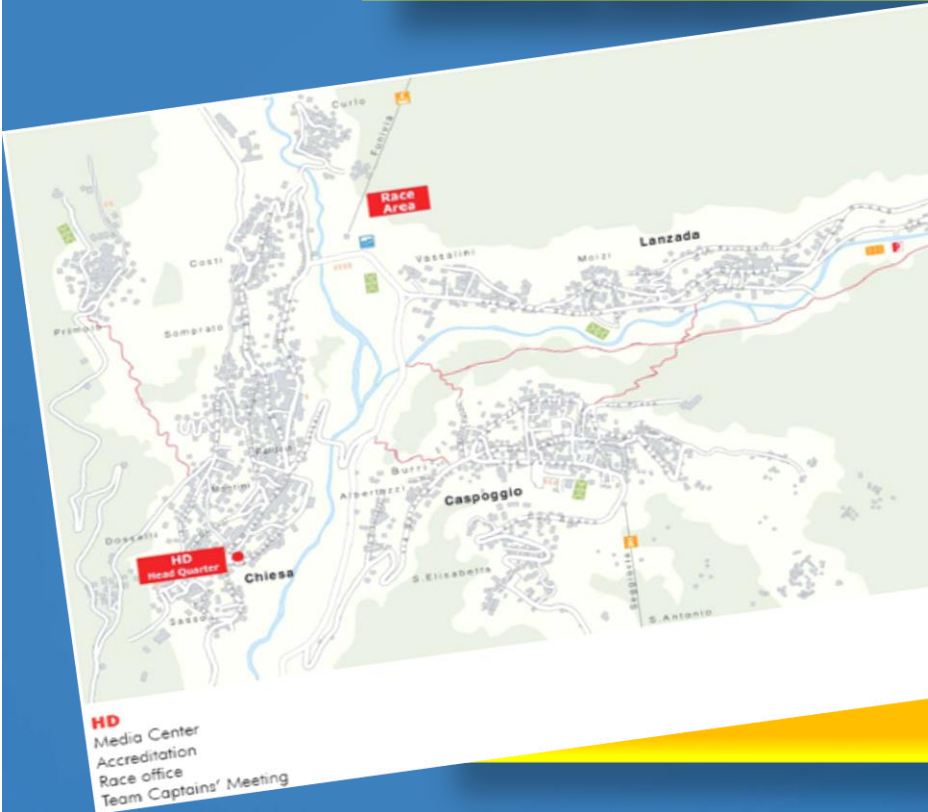 Curlo
Funivia
Race
Area
Lanzada
Vassalini
Moizi
Costi
Primolo
Somprato
Burri
Albertazzi
Caspoggio
Dosselli
HD
Head Quarter
Chiesa
S.Elisabetta
Seggiovia
S.Antonio
Sasso
HD
Media Center
Accreditation
Race office
Team Captains' Meeting